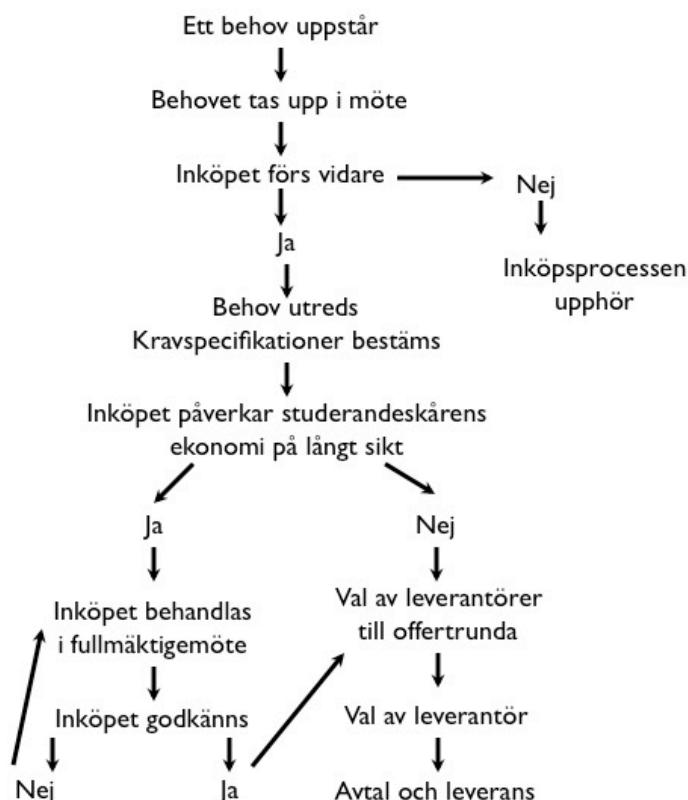 Ett behov uppstår
Behovet tas upp i möte
Inköpet förs vidare
Nej
Ja
Inköpsprocessen
upphör
Behov utreds
Kravspecifikationer bestäms
Inköpet påverkar studerandeskårens
ekonomi på långt sikt
Ja
Nej
Inköpet behandlas
i fullmäktigemöte
Val av leverantörer
till offertrunda
Inköpet godkänns
Val av leverantör
Nej
Ja
Avtal och leverans